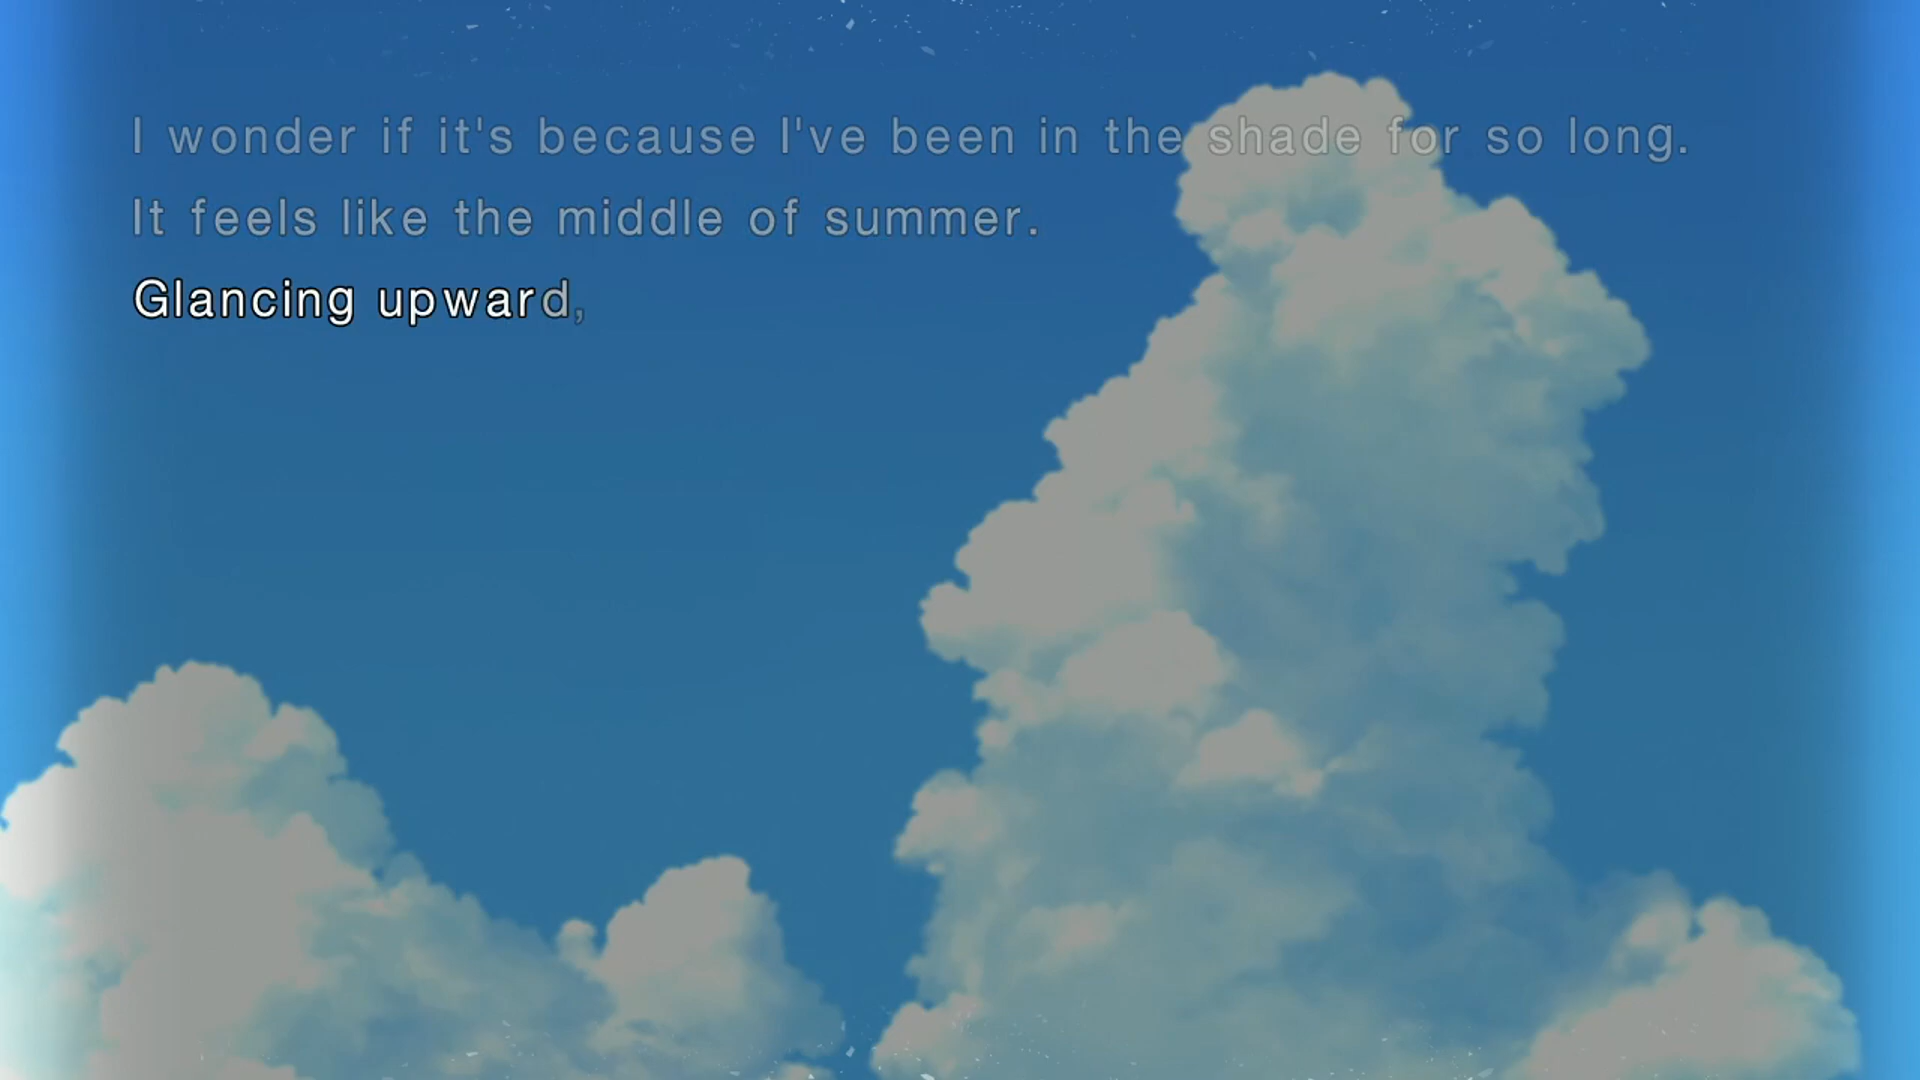 I wonder if it's because I've been in the shade for so long.
It feels like the middle of summer.
Glancing upward,